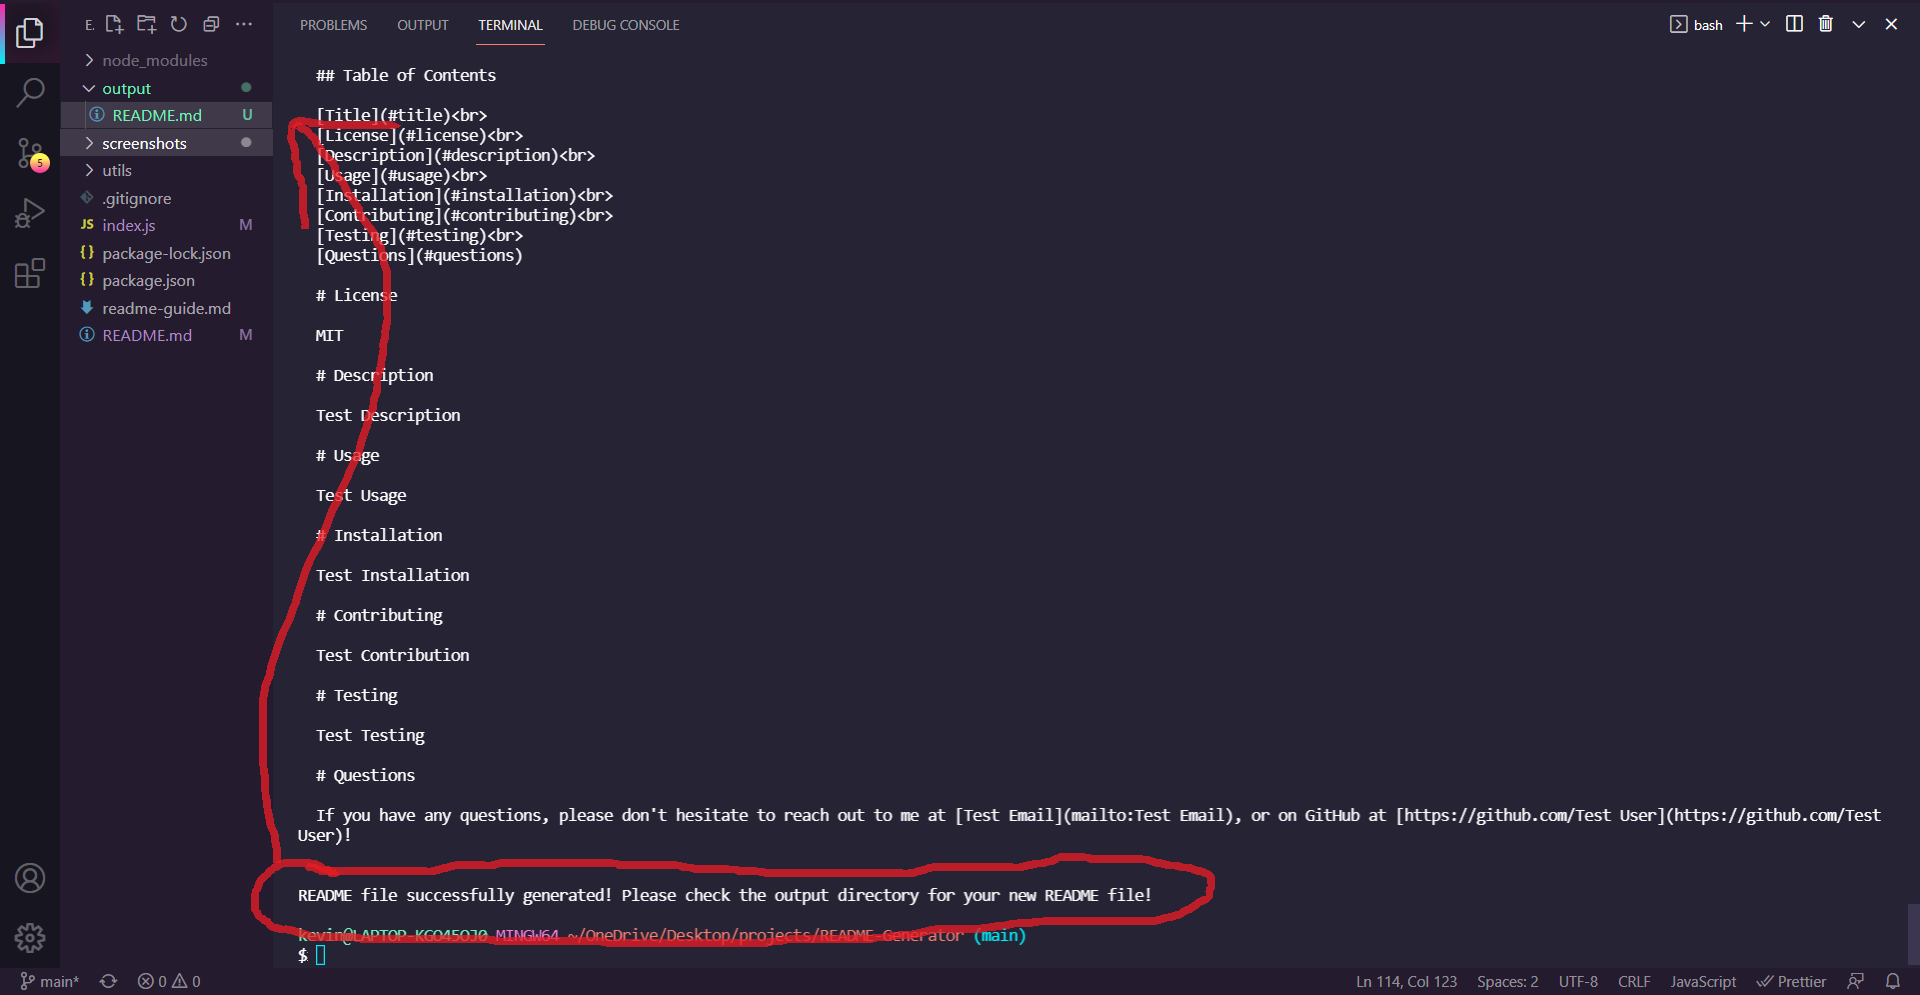 E.
PROBLEMS OUTPUT TERMINAL DEBUG CONSOLE
bash
node_modules
output
README.md U
screenshots
utils
.gitignore
JS index.js M
{} package-lock.json
{} package.json
readme-guide.md
README.md M
5
## Table of Contents
[Title](#title)<br>
[License](#license)<br>
[Description](#description)<br>
[Usage](#usage)<br>
[Installation](#installation)<br>
[Contributing](#contributing)<br>
[Testing](#testing)<br>
[Questions](#questions)
# License
MIT
# Description
Test Description
# Usage
Test Usage
# Installation
Test Installation
# Contributing
Test Contribution
# Testing
Test Testing
# Questions
If you have any questions, please don't hesitate to reach out to me at [Test Email](mailto:Test Email), or on GitHub at [https://github.com/Test User](https://github.com/Test
User)!
README file successfully generated! Please check the output directory for your new README file!
kevin@LAPTOP-KGO45OJ0 MINGW64 ~/OneDrive/Desktop/projects/README-Generator (main)
$
main* 0 0 Ln 114, Col 123 Spaces: 2 UTF-8 CRLF JavaScript Prettier